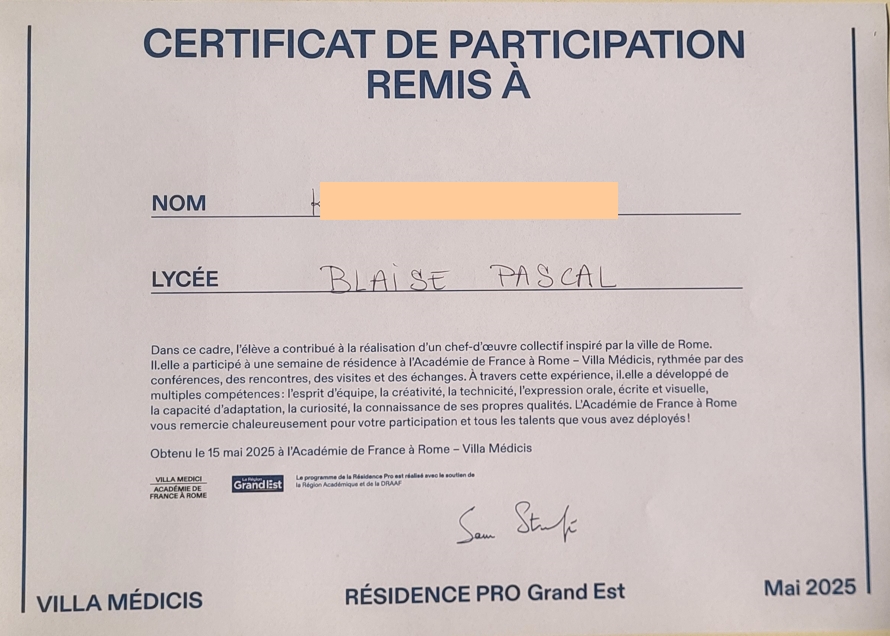 CERTIFICAT DE PARTICIPATION
REMIS À
NOM
LYCÉE BLAISE PASCAL
Dans ce cadre, l'élève a contribué à la réalisation d'un chef-d'œuvre collectif inspiré par la ville de Rome.
Il.elle a participé à une semaine de résidence à l'Académie de France à Rome – Villa Médicis, rythmée par des
conférences, des rencontres, des visites et des échanges. À travers cette expérience, il.elle a développé de
multiples compétences : l'esprit d'équipe, la créativité, la technicité, l'expression orale, écrite et visuelle,
la capacité d'adaptation, la curiosité, la connaissance de ses propres qualités. L'Académie de France à Rome
vous remercie chaleureusement pour votre participation et tous les talents que vous avez déployés !
Obtenu le 15 mai 2025 à l'Académie de France à Rome – Villa Médicis
VILLA MEDICI
ACADÉMIE DE
FRANCE À ROME
La Région
Grand Est
Le programme de la Résidence Pro est réalisé avec le soutien de
la Région Académique et de la DRAAF
Sam
VILLA MÉDICIS
RÉSIDENCE PRO Grand Est
Mai 2025